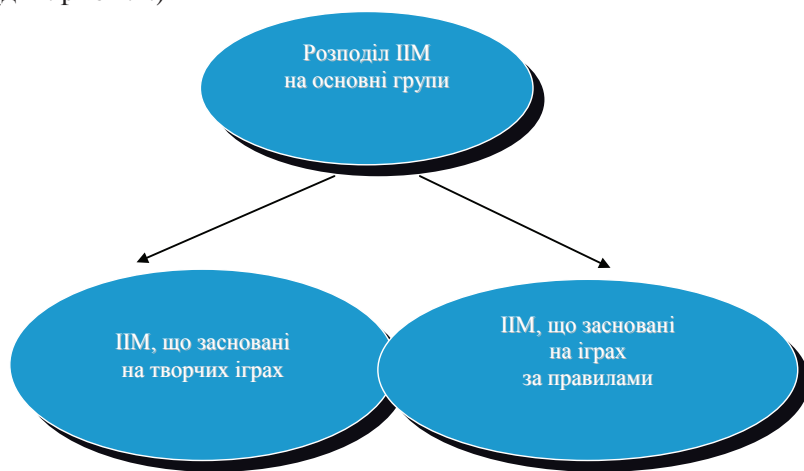 Розподіл ІІМ
на основні групи
ІІМ, що засновані
на творчих іграх
ІІМ, що засновані
на іграх
за правилами